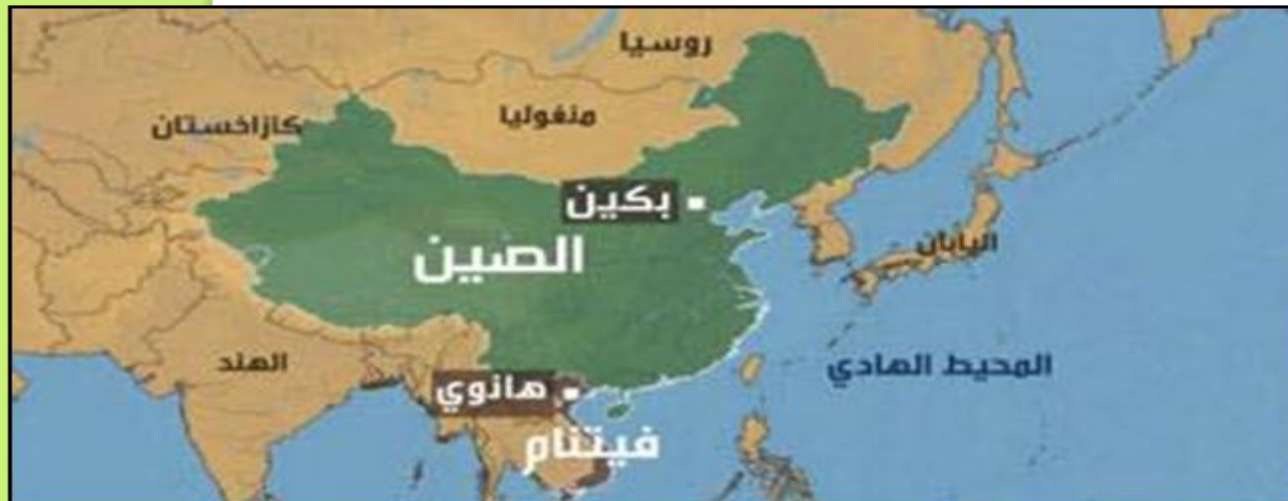 روسيا
منغوليا
كازاخستان
بكين
الصين
اليابان
الهند
المحيط الهادي
هانوي
فيتنام